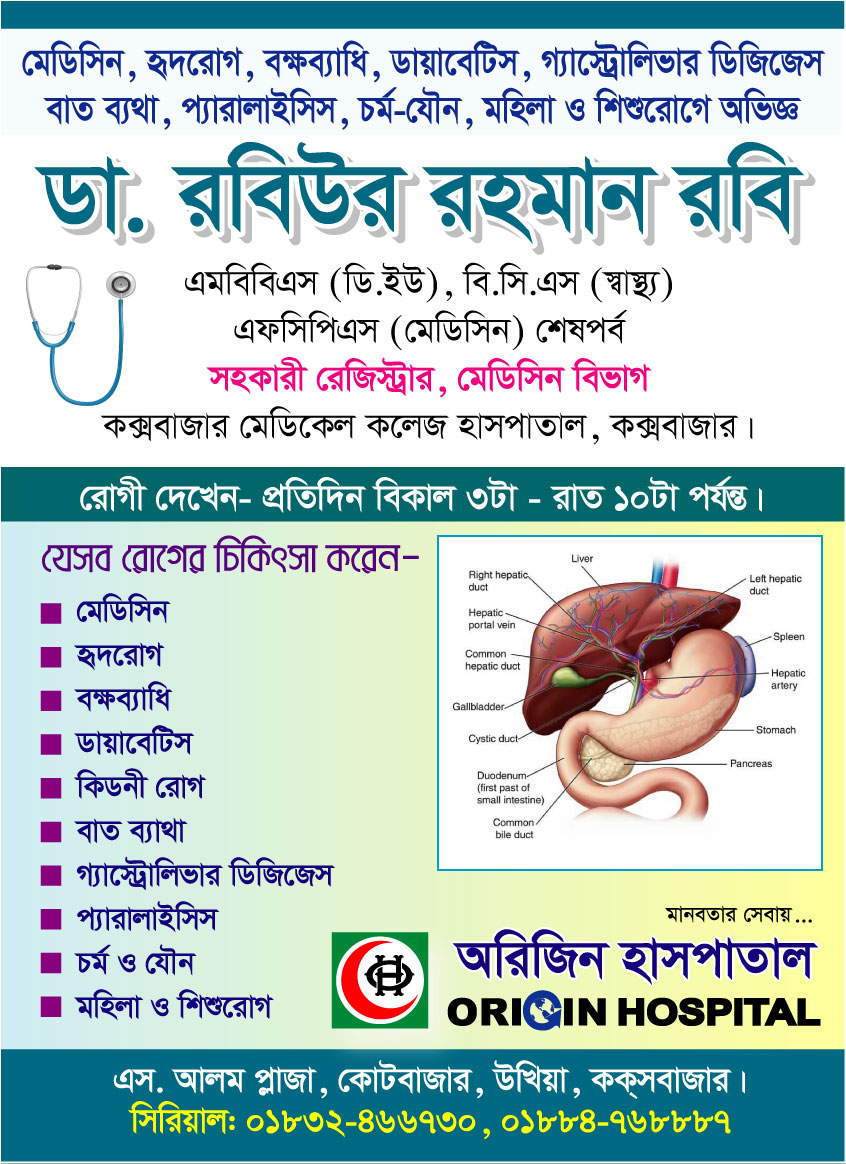 মেডিসিন, হৃদরোগ, বক্ষব্যাধি, ডায়াবেটিস, গ্যাস্ট্রোলিভার ডিজিজেস
বাত ব্যথা, প্যারালাইসিস, চর্ম-যৌন, মহিলা ও শিশুরোগে অভিজ্ঞ
ডা. রবিউর রহমান রবি
এমবিবিএস (ডি.ইউ), বি.সি.এস (স্বাস্থ্য)
এফসিপিএস (মেডিসিন) শেষপর্ব
সহকারী রেজিস্ট্রার, মেডিসিন বিভাগ
কক্সবাজার মেডিকেল কলেজ হাসপাতাল, কক্সবাজার।
রোগী দেখেন- প্রতিদিন বিকাল ৩টা - রাত ১০টা পর্যন্ত।
যেসব রোগের চিকিৎসা করেন-
মেডিসিন
হৃদরোগ
বক্ষব্যাধি
ডায়াবেটিস
কিডনী রোগ
বাত ব্যাথা
গ্যাস্ট্রোলিভার ডিজিজেস
প্যারালাইসিস
চর্ম ও যৌন
মহিলা ও শিশুরোগ
Liver
Right hepatic
duct
Left hepatic
duct
Hepatic
portal vein
Spleen
Common
hepatic duct
Hepatic
artery
Gallbladder
Stomach
Cystic duct
Pancreas
Duodenum
(first past of
small intestine)
Common
bile duct
মানবতার সেবায়...
অরিজিন হাসপাতাল
ORIGIN HOSPITAL
এস. আলম প্লাজা, কোটবাজার, উখিয়া, কক্সবাজার।
সিরিয়াল: ০১৮৩২-৪৬৬৭৩০, ০১৮৮৪-৭৬৮৮৮৭